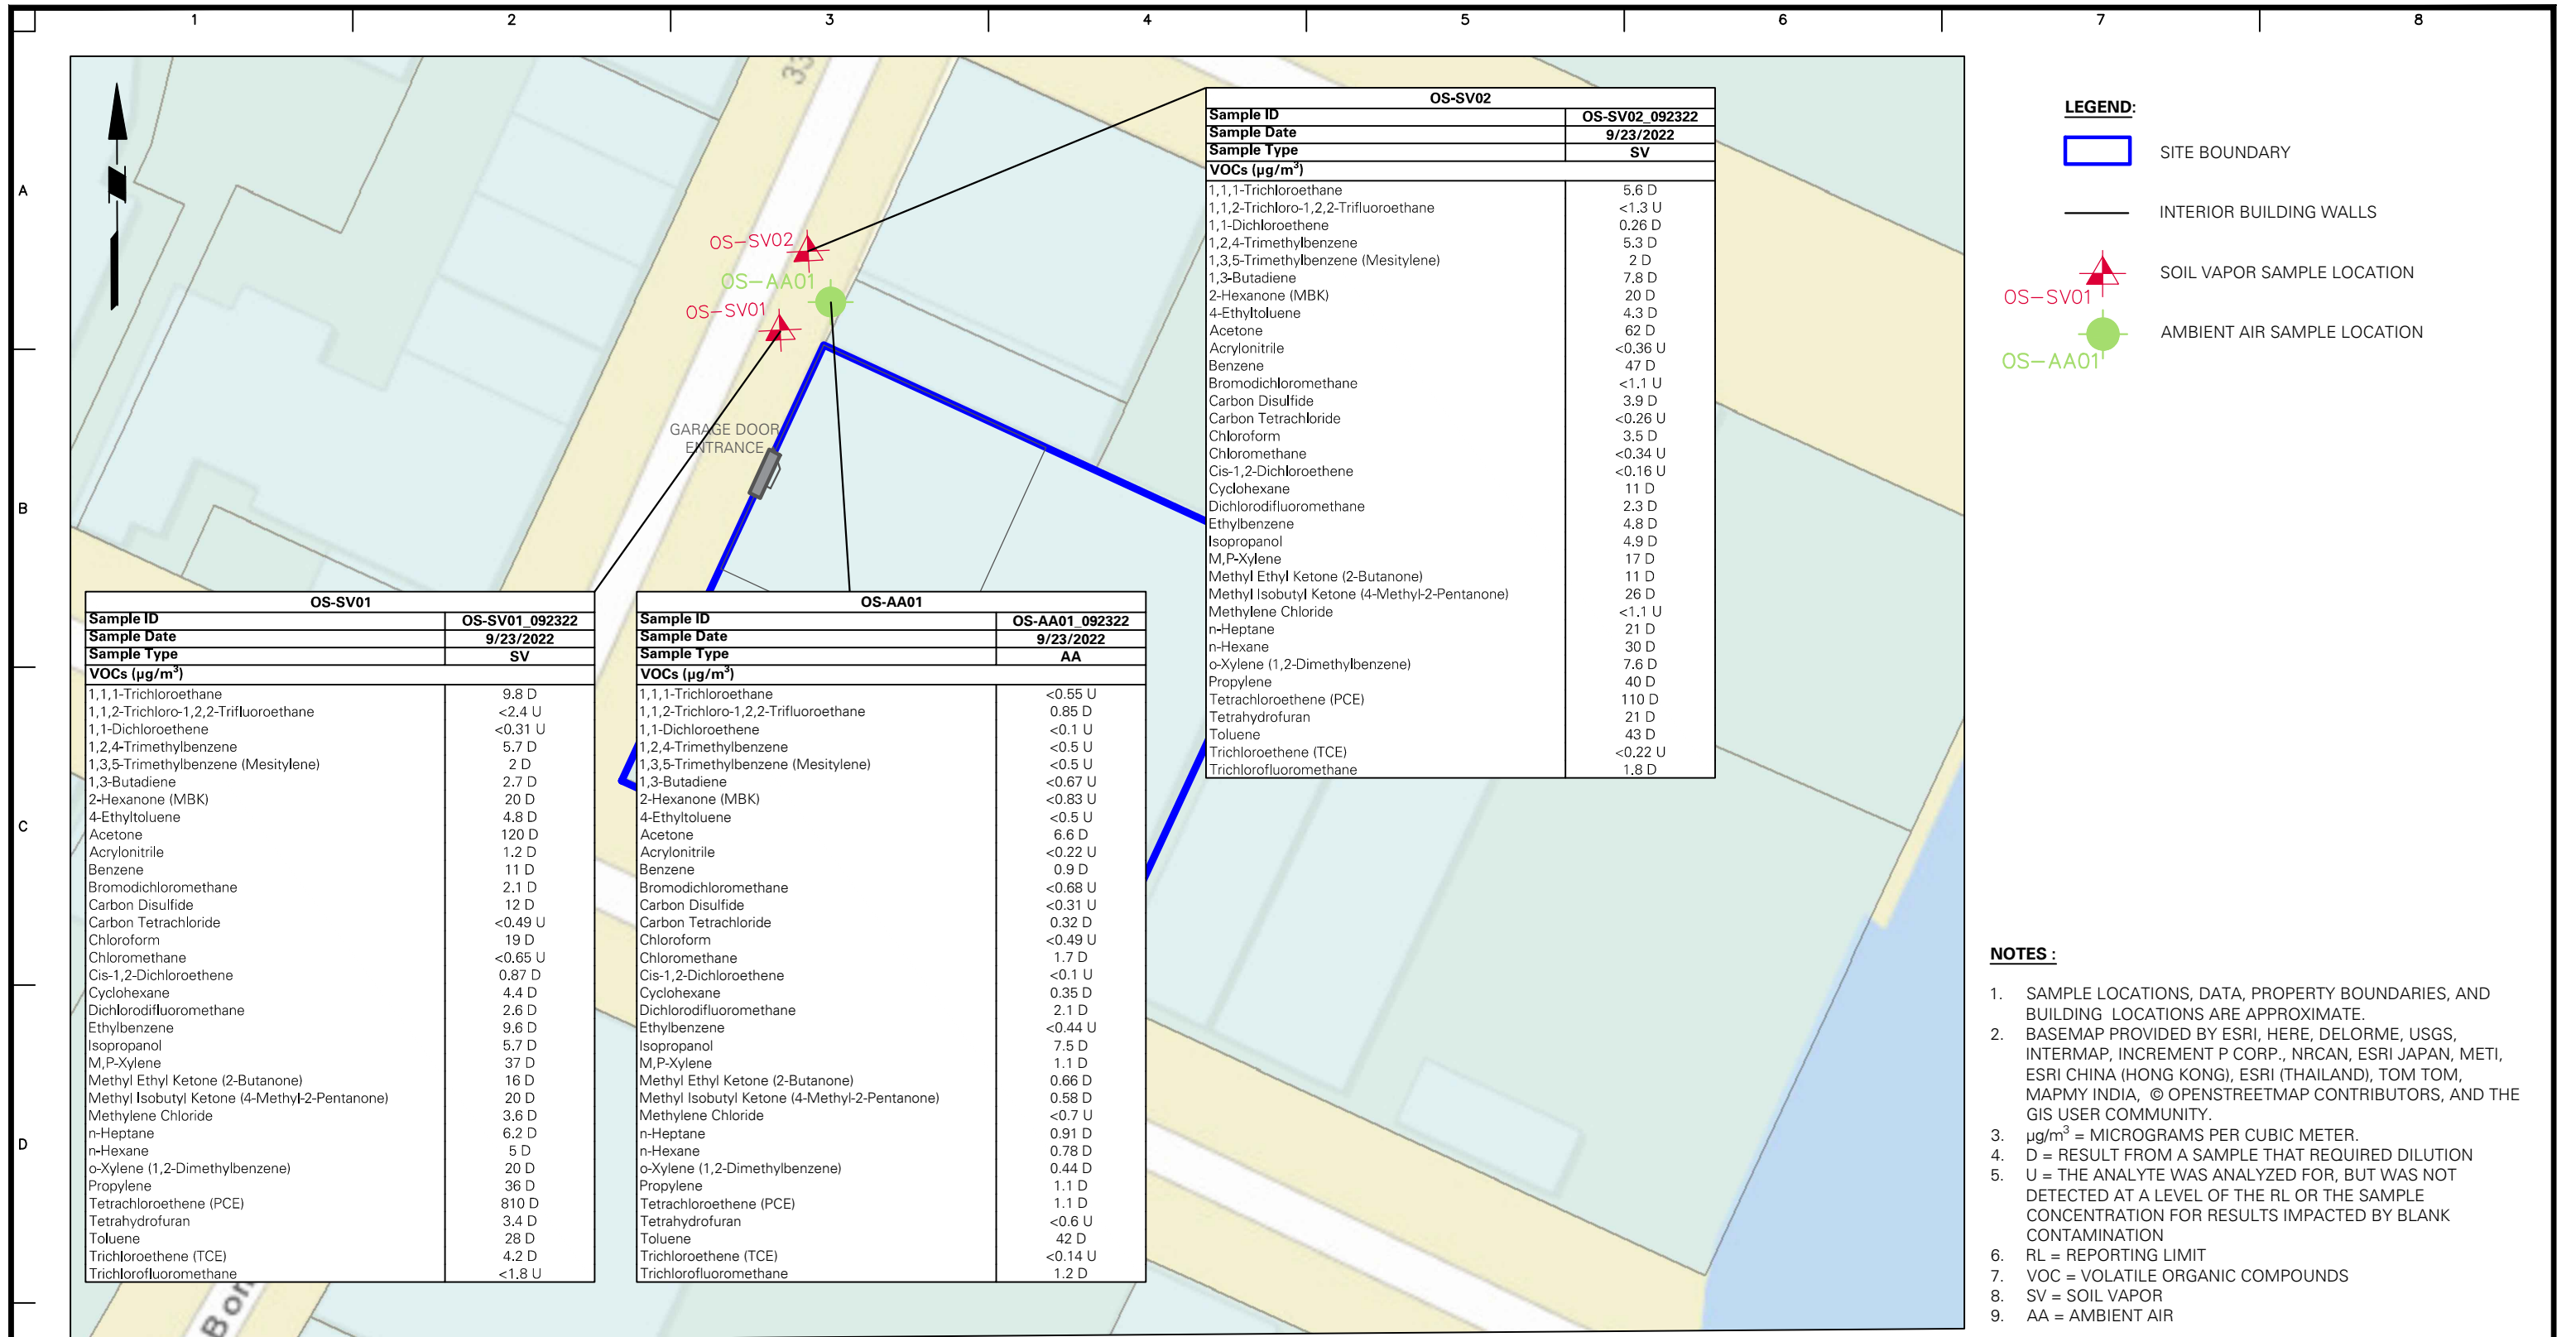 1 2 3 4 5 6 7 8
A
B
C
D
33
OS-SV02
OS-AA01
OS-SV01
GARAGE DOOR
ENTRANCE
Bon
OS-SV02
Sample ID OS-SV02_092322
Sample Date 9/23/2022
Sample Type SV
VOCs (µg/m³)
1,1,1-Trichloroethane 5.6 D
1,1,2-Trichloro-1,2,2-Trifluoroethane <1.3 U
1,1-Dichloroethene 0.26 D
1,2,4-Trimethylbenzene 5.3 D
1,3,5-Trimethylbenzene (Mesitylene) 2 D
1,3-Butadiene 7.8 D
2-Hexanone (MBK) 20 D
4-Ethyltoluene 4.3 D
Acetone 62 D
Acrylonitrile <0.36 U
Benzene 47 D
Bromodichloromethane <1.1 U
Carbon Disulfide 3.9 D
Carbon Tetrachloride <0.26 U
Chloroform 3.5 D
Chloromethane <0.34 U
Cis-1,2-Dichloroethene <0.16 U
Cyclohexane 11 D
Dichlorodifluoromethane 2.3 D
Ethylbenzene 4.8 D
Isopropanol 4.9 D
M,P-Xylene 17 D
Methyl Ethyl Ketone (2-Butanone) 11 D
Methyl Isobutyl Ketone (4-Methyl-2-Pentanone) 26 D
Methylene Chloride <1.1 U
n-Heptane 21 D
n-Hexane 30 D
o-Xylene (1,2-Dimethylbenzene) 7.6 D
Propylene 40 D
Tetrachloroethene (PCE) 110 D
Tetrahydrofuran 21 D
Toluene 43 D
Trichloroethene (TCE) <0.22 U
Trichlorofluoromethane 1.8 D
OS-SV01
Sample ID OS-SV01_092322
Sample Date 9/23/2022
Sample Type SV
VOCs (µg/m³)
1,1,1-Trichloroethane 9.8 D
1,1,2-Trichloro-1,2,2-Trifluoroethane <2.4 U
1,1-Dichloroethene <0.31 U
1,2,4-Trimethylbenzene 5.7 D
1,3,5-Trimethylbenzene (Mesitylene) 2 D
1,3-Butadiene 2.7 D
2-Hexanone (MBK) 20 D
4-Ethyltoluene 4.8 D
Acetone 120 D
Acrylonitrile 1.2 D
Benzene 11 D
Bromodichloromethane 2.1 D
Carbon Disulfide 12 D
Carbon Tetrachloride <0.49 U
Chloroform 19 D
Chloromethane <0.65 U
Cis-1,2-Dichloroethene 0.87 D
Cyclohexane 4.4 D
Dichlorodifluoromethane 2.6 D
Ethylbenzene 9.6 D
Isopropanol 5.7 D
M,P-Xylene 37 D
Methyl Ethyl Ketone (2-Butanone) 16 D
Methyl Isobutyl Ketone (4-Methyl-2-Pentanone) 20 D
Methylene Chloride 3.6 D
n-Heptane 6.2 D
n-Hexane 5 D
o-Xylene (1,2-Dimethylbenzene) 20 D
Propylene 36 D
Tetrachloroethene (PCE) 810 D
Tetrahydrofuran 3.4 D
Toluene 28 D
Trichloroethene (TCE) 4.2 D
Trichlorofluoromethane <1.8 U
OS-AA01
Sample ID OS-AA01_092322
Sample Date 9/23/2022
Sample Type AA
VOCs (µg/m³)
1,1,1-Trichloroethane <0.55 U
1,1,2-Trichloro-1,2,2-Trifluoroethane 0.85 D
1,1-Dichloroethene <0.1 U
1,2,4-Trimethylbenzene <0.5 U
1,3,5-Trimethylbenzene (Mesitylene) <0.5 U
1,3-Butadiene <0.67 U
2-Hexanone (MBK) <0.83 U
4-Ethyltoluene <0.5 U
Acetone 6.6 D
Acrylonitrile <0.22 U
Benzene 0.9 D
Bromodichloromethane <0.68 U
Carbon Disulfide <0.31 U
Carbon Tetrachloride 0.32 D
Chloroform <0.49 U
Chloromethane 1.7 D
Cis-1,2-Dichloroethene <0.1 U
Cyclohexane 0.35 D
Dichlorodifluoromethane 2.1 D
Ethylbenzene <0.44 U
Isopropanol 7.5 D
M,P-Xylene 1.1 D
Methyl Ethyl Ketone (2-Butanone) 0.66 D
Methyl Isobutyl Ketone (4-Methyl-2-Pentanone) 0.58 D
Methylene Chloride <0.7 U
n-Heptane 0.91 D
n-Hexane 0.78 D
o-Xylene (1,2-Dimethylbenzene) 0.44 D
Propylene 1.1 D
Tetrachloroethene (PCE) 1.1 D
Tetrahydrofuran <0.6 U
Toluene 42 D
Trichloroethene (TCE) <0.14 U
Trichlorofluoromethane 1.2 D
LEGEND:
SITE BOUNDARY
INTERIOR BUILDING WALLS
SOIL VAPOR SAMPLE LOCATION
OS-SV01
AMBIENT AIR SAMPLE LOCATION
OS-AA01
NOTES :
1. SAMPLE LOCATIONS, DATA, PROPERTY BOUNDARIES, AND
BUILDING LOCATIONS ARE APPROXIMATE.
2. BASEMAP PROVIDED BY ESRI, HERE, DELORME, USGS,
INTERMAP, INCREMENT P CORP., NRCAN, ESRI JAPAN, METI,
ESRI CHINA (HONG KONG), ESRI (THAILAND), TOM TOM,
MAPMY INDIA, © OPENSTREETMAP CONTRIBUTORS, AND THE
GIS USER COMMUNITY.
3. µg/m³ = MICROGRAMS PER CUBIC METER.
4. D = RESULT FROM A SAMPLE THAT REQUIRED DILUTION
5. U = THE ANALYTE WAS ANALYZED FOR, BUT WAS NOT
DETECTED AT A LEVEL OF THE RL OR THE SAMPLE
CONCENTRATION FOR RESULTS IMPACTED BY BLANK
CONTAMINATION
6. RL = REPORTING LIMIT
7. VOC = VOLATILE ORGANIC COMPOUNDS
8. SV = SOIL VAPOR
9. AA = AMBIENT AIR